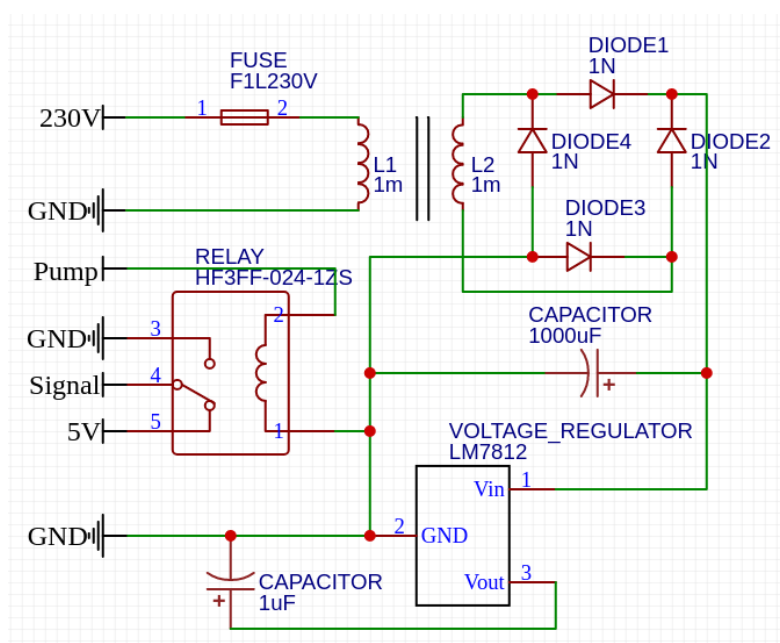 FUSE
F1L230V
230V
1
2
L1
1m
L2
1m
GND
DIODE1
1N
DIODE4
1N
DIODE2
1N
DIODE3
1N
Pump
RELAY
HF3FF-024-1ZS
2
GND
3
Signal
4
5V
5
1
CAPACITOR
1000uF
+
VOLTAGE_REGULATOR
LM7812
Vin
1
GND
2
GND
Vout
3
CAPACITOR
1uF
+